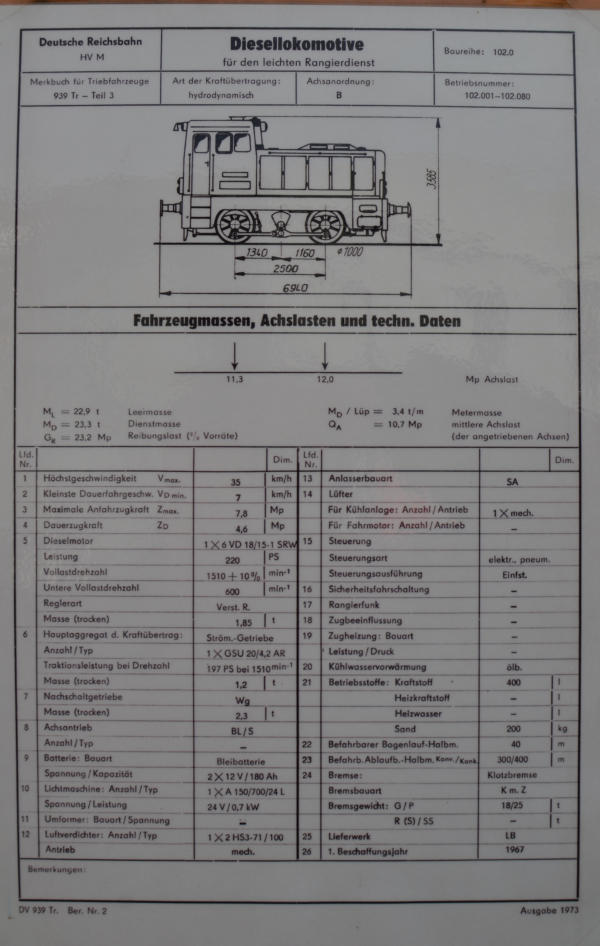 Deutsche Reichsbahn
HV M
Diesellokomotive
für den leichten Rangierdienst
Baureihe: 102.0
Merkbuch für Triebfahrzeuge
939 Tr – Teil 3
Art der Kraftübertragung:
hydrodynamisch
Achsanordnung:
B
Betriebsnummer:
102.001–102.080
3585
1340 1160 ⌀1000
2500
6940
Fahrzeugmassen, Achslasten und techn. Daten
11,3 12,0 Mp Achslast
M_L = 22,9 t Leermasse M_D / Lüp = 3,4 t/m Metermasse
M_D = 23,3 t Dienstmasse Q_A = 10,7 Mp mittlere Achslast
G_R = 23,2 Mp Reibungslast (²/₃ Vorräte) (der angetriebenen Achsen)
Lfd. Nr. Dim. Lfd. Nr. Dim.
1 Höchstgeschwindigkeit Vmax. 35 km/h 13 Anlasserbauart SA
2 Kleinste Dauerfahrgeschw. VD min. 7 km/h 14 Lüfter
3 Maximale Anfahrzugkraft Zmax. 7,8 Mp Für Kühlanlage: Anzahl / Antrieb 1 X mech.
4 Dauerzugkraft ZD 4,6 Mp Für Fahrmotor: Anzahl / Antrieb –
5 Dieselmotor 1 X 6 VD 18/15-1 SRW 15 Steuerung
Leistung 220 PS Steuerungsart elektr., pneum.
Vollastdrehzahl 1510 + 10% min⁻¹ Steuerungsausführung Einfst.
Untere Vollastdrehzahl 600 min⁻¹ 16 Sicherheitsfahrschaltung –
Reglerart Verst. R. 17 Rangierfunk –
Masse (trocken) 1,85 t 18 Zugbeeinflussung –
6 Hauptaggregat d. Kraftübertrag: Ström.-Getriebe 19 Zugheizung: Bauart –
Anzahl / Typ 1 X GSU 20/4,2 AR Leistung / Druck –
Traktionsleistung bei Drehzahl 197 PS bei 1510 min⁻¹ 20 Kühlwasservorwärmung ölb.
Masse (trocken) 1,2 t 21 Betriebsstoffe: Kraftstoff 400 l
7 Nachschaltgetriebe Wg Heizkraftstoff – l
Masse (trocken) 2,3 t Heizwasser – l
8 Achsantrieb BL/S Sand 200 kg
Anzahl / Typ – 22 Befahrbarer Bogenlauf-Halbm. 40 m
9 Batterie: Bauart Bleibatterie 23 Befahrb. Ablaufb.-Halbm. Konv./Konk. 300/400 m
Spannung / Kapazität 2 X 12 V / 180 Ah 24 Bremse: Klotzbremse
10 Lichtmaschine: Anzahl / Typ 1 X A 150/700/24 L Bremsbauart K m. Z
Spannung / Leistung 24 V / 0,7 kW Bremsgewicht: G / P 18/25 t
11 Umformer: Bauart / Spannung – R (S) / SS – t
12 Luftverdichter: Anzahl / Typ 1 X 2 HS3-71 / 100 25 Lieferwerk LB
Antrieb mech. 26 1. Beschaffungsjahr 1967
Bemerkungen:
DV 939 Tr. Ber. Nr. 2 Ausgabe 1973